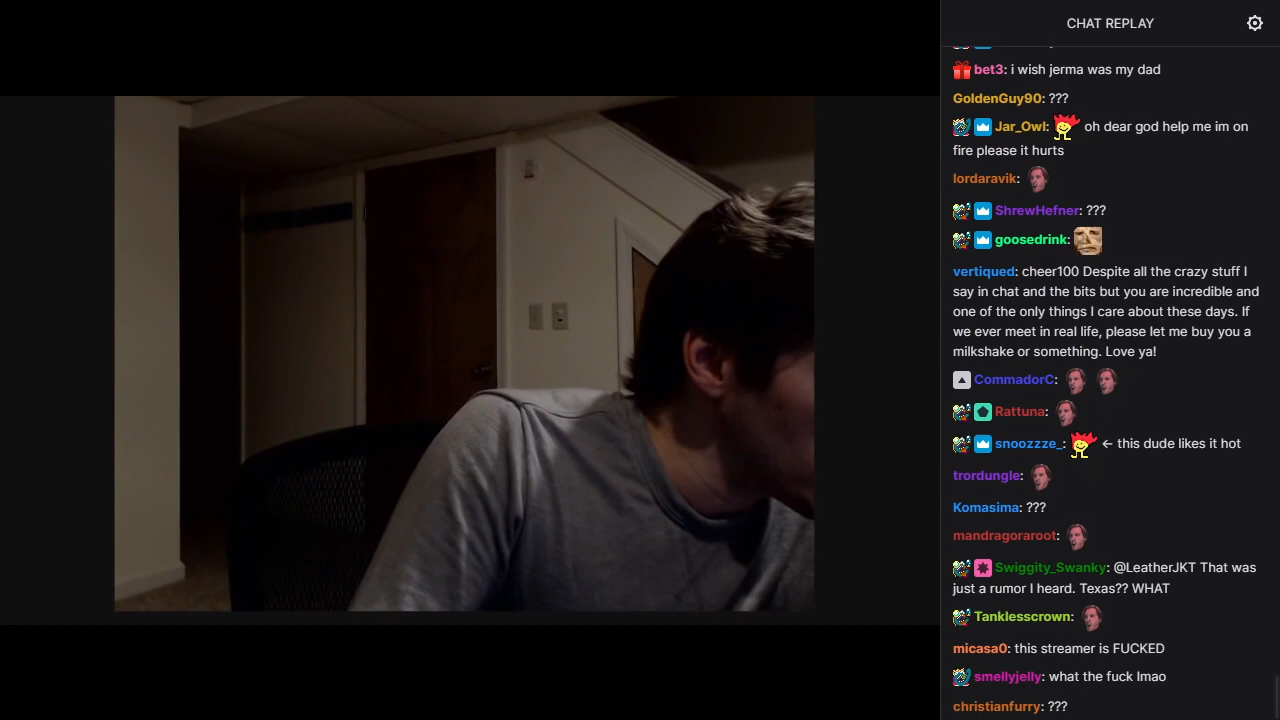 CHAT REPLAY
bet3: i wish jerma was my dad
GoldenGuy90: ???
Jar_Owl: oh dear god help me im on
fire please it hurts
lordaravik:
ShrewHefner: ???
goosedrink:
vertiqued: cheer100 Despite all the crazy stuff I
say in chat and the bits but you are incredible and
one of the only things I care about these days. If
we ever meet in real life, please let me buy you a
milkshake or something. Love ya!
CommadorC:
Rattuna:
snoozzze_: ← this dude likes it hot
trordungle:
Komasima: ???
mandragoraroot:
Swiggity_Swanky: @LeatherJKT That was
just a rumor I heard. Texas?? WHAT
Tanklesscrown:
micasa0: this streamer is FUCKED
smellyjelly: what the fuck lmao
christianfurry: ???